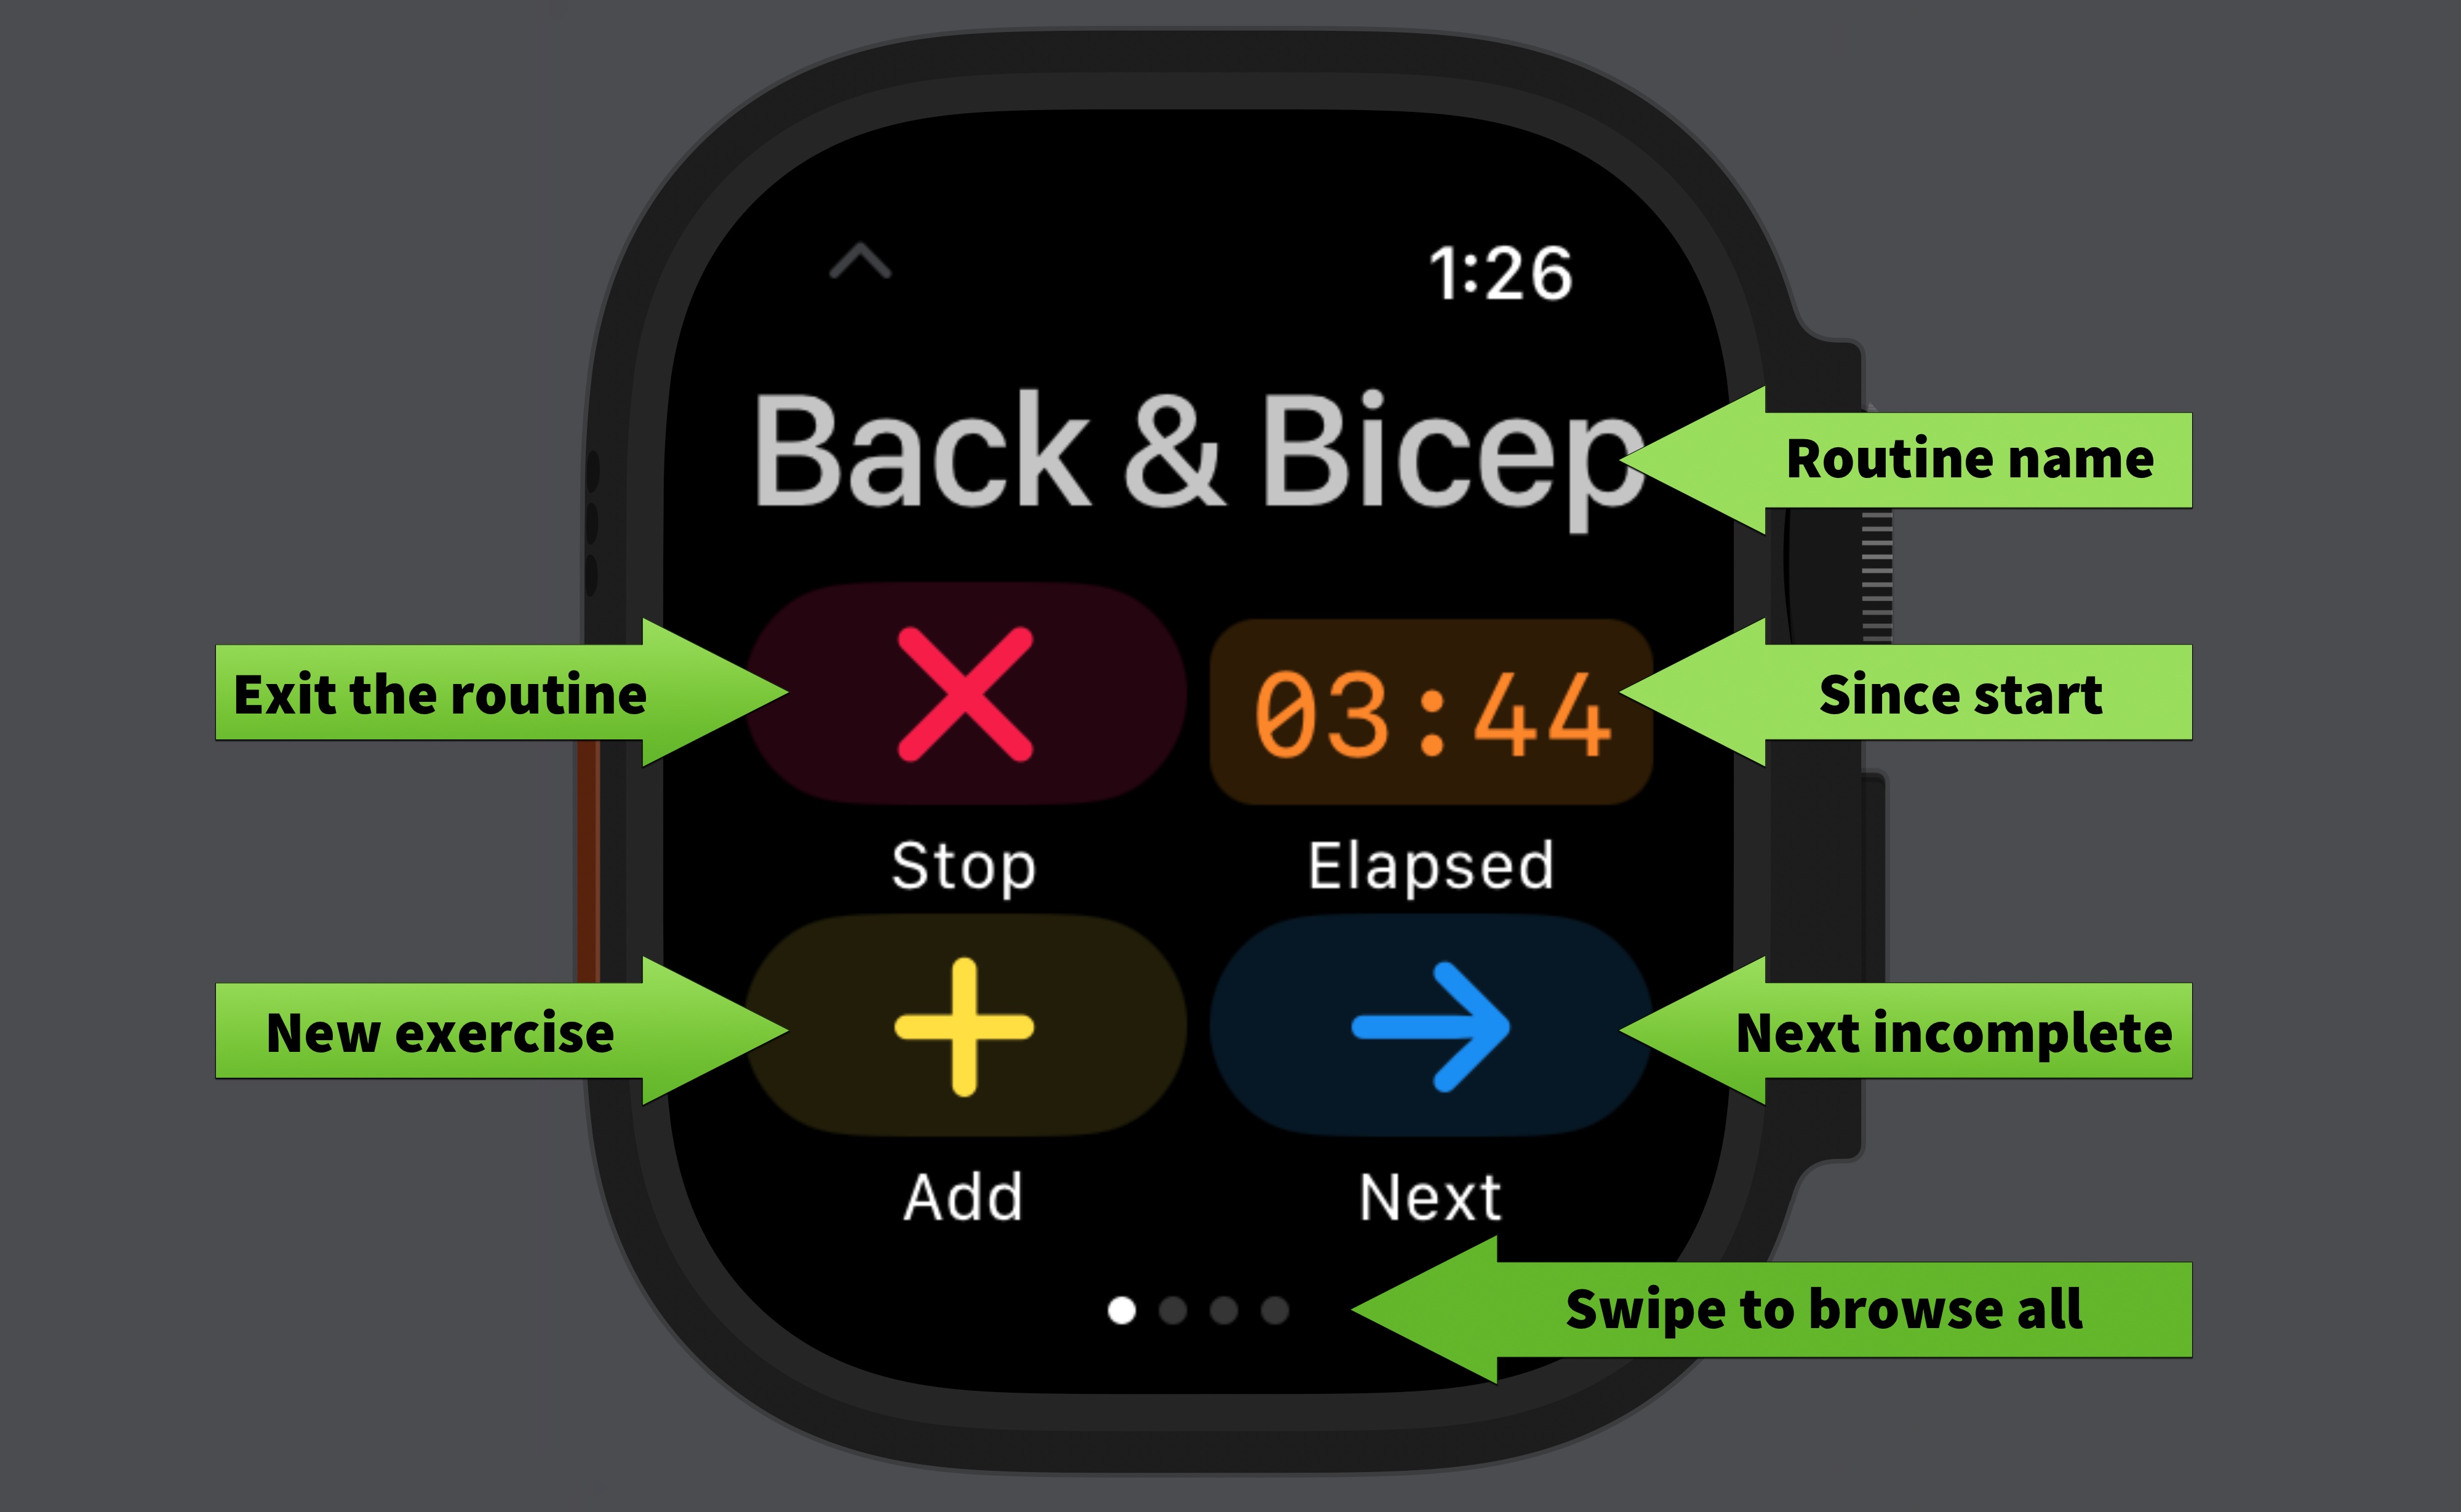 1:26
Back & Bicep
Routine name
Exit the routine
03:44
Since start
Stop
Elapsed
New exercise
Next incomplete
Add
Next
Swipe to browse all